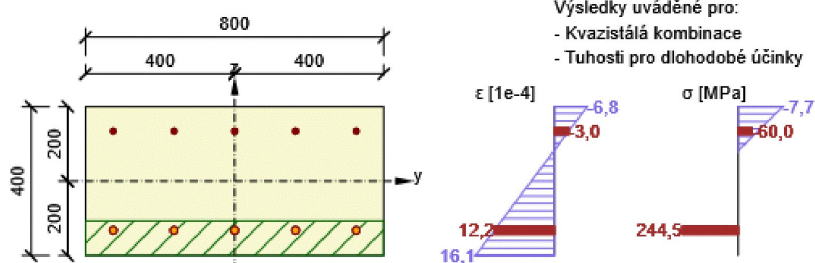 Výsledky uváděné pro:
- Kvazistálá kombinace
- Tuhosti pro dlohodobé účinky
800
400 400
z
y
400
200
200
ε [1e-4]
-6,8
-3,0
12,2
16,1
σ [MPa]
-7,7
-60,0
244,5